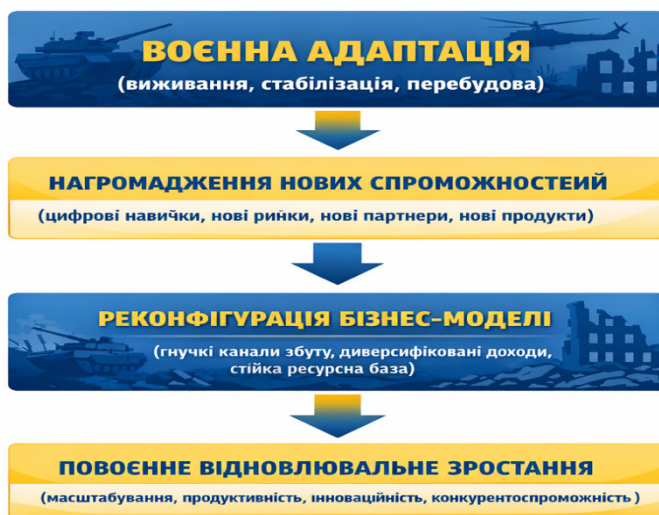 ВОЄННА АДАПТАЦІЯ
(виживання, стабілізація, перебудова)
НАГРОМАДЖЕННЯ НОВИХ СПРОМОЖНОСТЕИЙ
(цифрові навички, нові ринки, нові партнери, нові продукти)
РЕКОНФІГУРАЦІЯ БІЗНЕС-МОДЕЛІ
(гнучкі канали збуту, диверсифіковані доходи,
стійка ресурсна база)
ПОВОЄННЕ ВІДНОВЛЮВАЛЬНЕ ЗРОСТАННЯ
(масштабування, продуктивність, інноваційність, конкурентоспроможність)